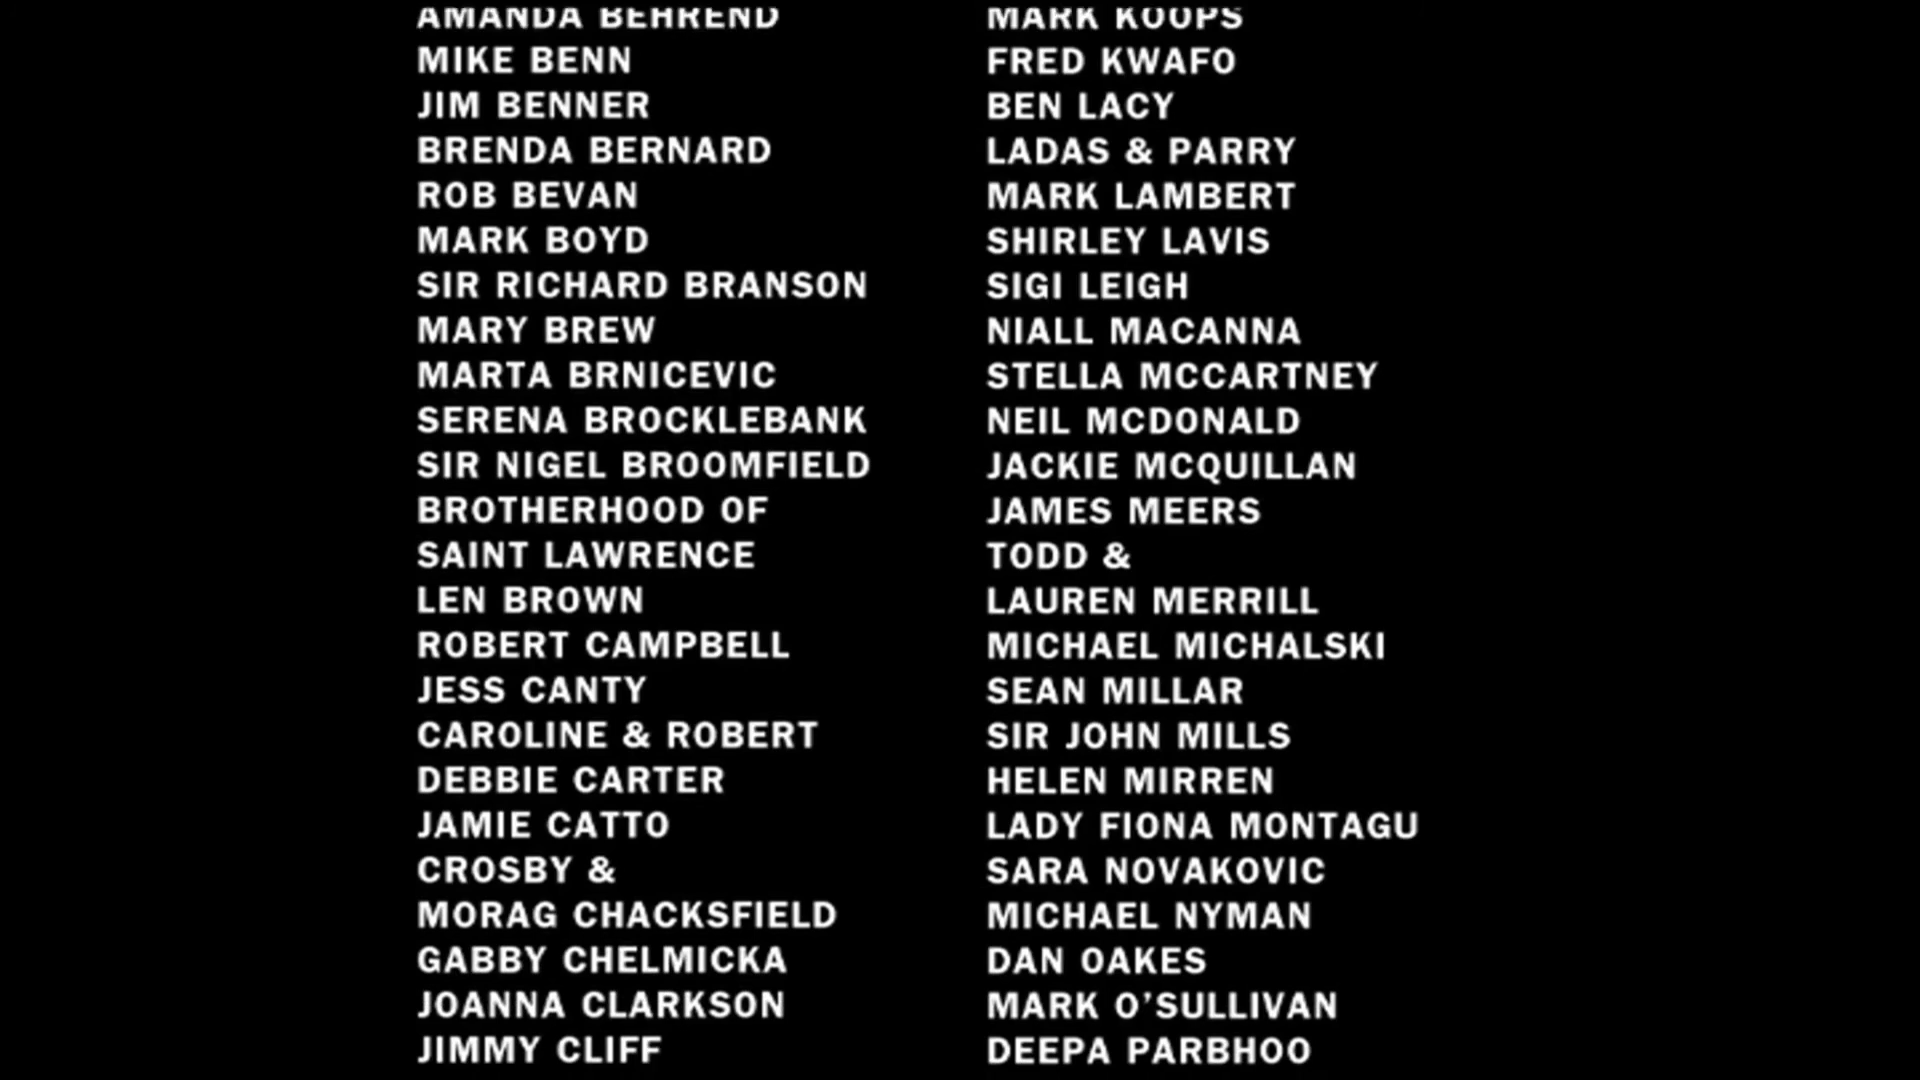 AMANDA BEHREND
MIKE BENN
JIM BENNER
BRENDA BERNARD
ROB BEVAN
MARK BOYD
SIR RICHARD BRANSON
MARY BREW
MARTA BRNICEVIC
SERENA BROCKLEBANK
SIR NIGEL BROOMFIELD
BROTHERHOOD OF
SAINT LAWRENCE
LEN BROWN
ROBERT CAMPBELL
JESS CANTY
CAROLINE & ROBERT
DEBBIE CARTER
JAMIE CATTO
CROSBY &
MORAG CHACKSFIELD
GABBY CHELMICKA
JOANNA CLARKSON
JIMMY CLIFF
MARK KOOPS
FRED KWAFO
BEN LACY
LADAS & PARRY
MARK LAMBERT
SHIRLEY LAVIS
SIGI LEIGH
NIALL MACANNA
STELLA MCCARTNEY
NEIL MCDONALD
JACKIE MCQUILLAN
JAMES MEERS
TODD &
LAUREN MERRILL
MICHAEL MICHALSKI
SEAN MILLAR
SIR JOHN MILLS
HELEN MIRREN
LADY FIONA MONTAGU
SARA NOVAKOVIC
MICHAEL NYMAN
DAN OAKES
MARK O’SULLIVAN
DEEPA PARBHOO